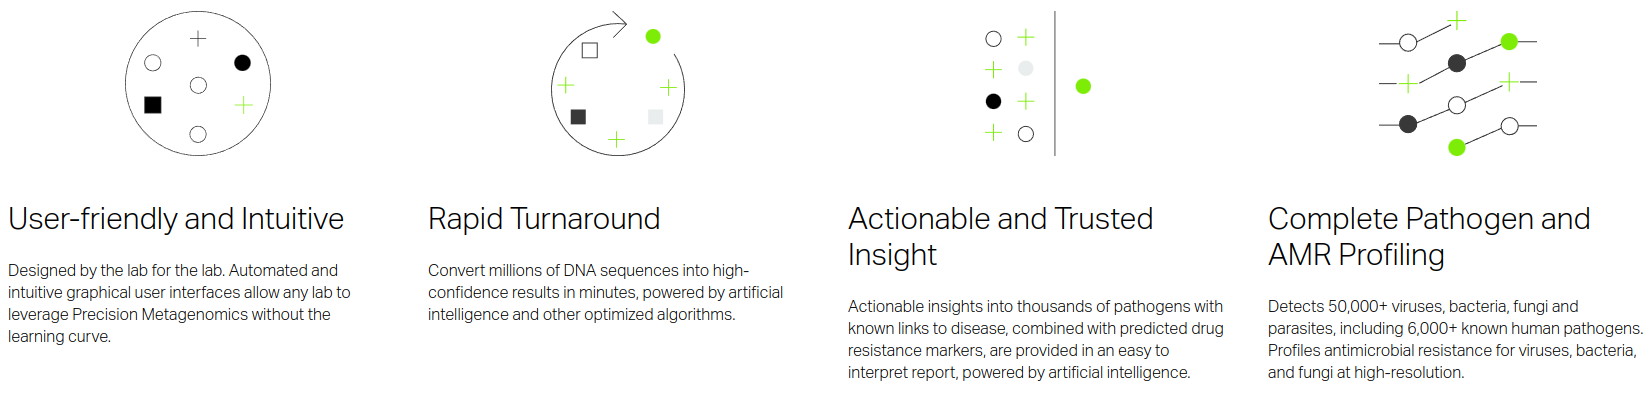 User-friendly and Intuitive
Designed by the lab for the lab. Automated and
intuitive graphical user interfaces allow any lab to
leverage Precision Metagenomics without the
learning curve.
Rapid Turnaround
Convert millions of DNA sequences into high-
confidence results in minutes, powered by artificial
intelligence and other optimized algorithms.
Actionable and Trusted
Insight
Actionable insights into thousands of pathogens with
known links to disease, combined with predicted drug
resistance markers, are provided in an easy to
interpret report, powered by artificial intelligence.
Complete Pathogen and
AMR Profiling
Detects 50,000+ viruses, bacteria, fungi and
parasites, including 6,000+ known human pathogens.
Profiles antimicrobial resistance for viruses, bacteria,
and fungi at high-resolution.